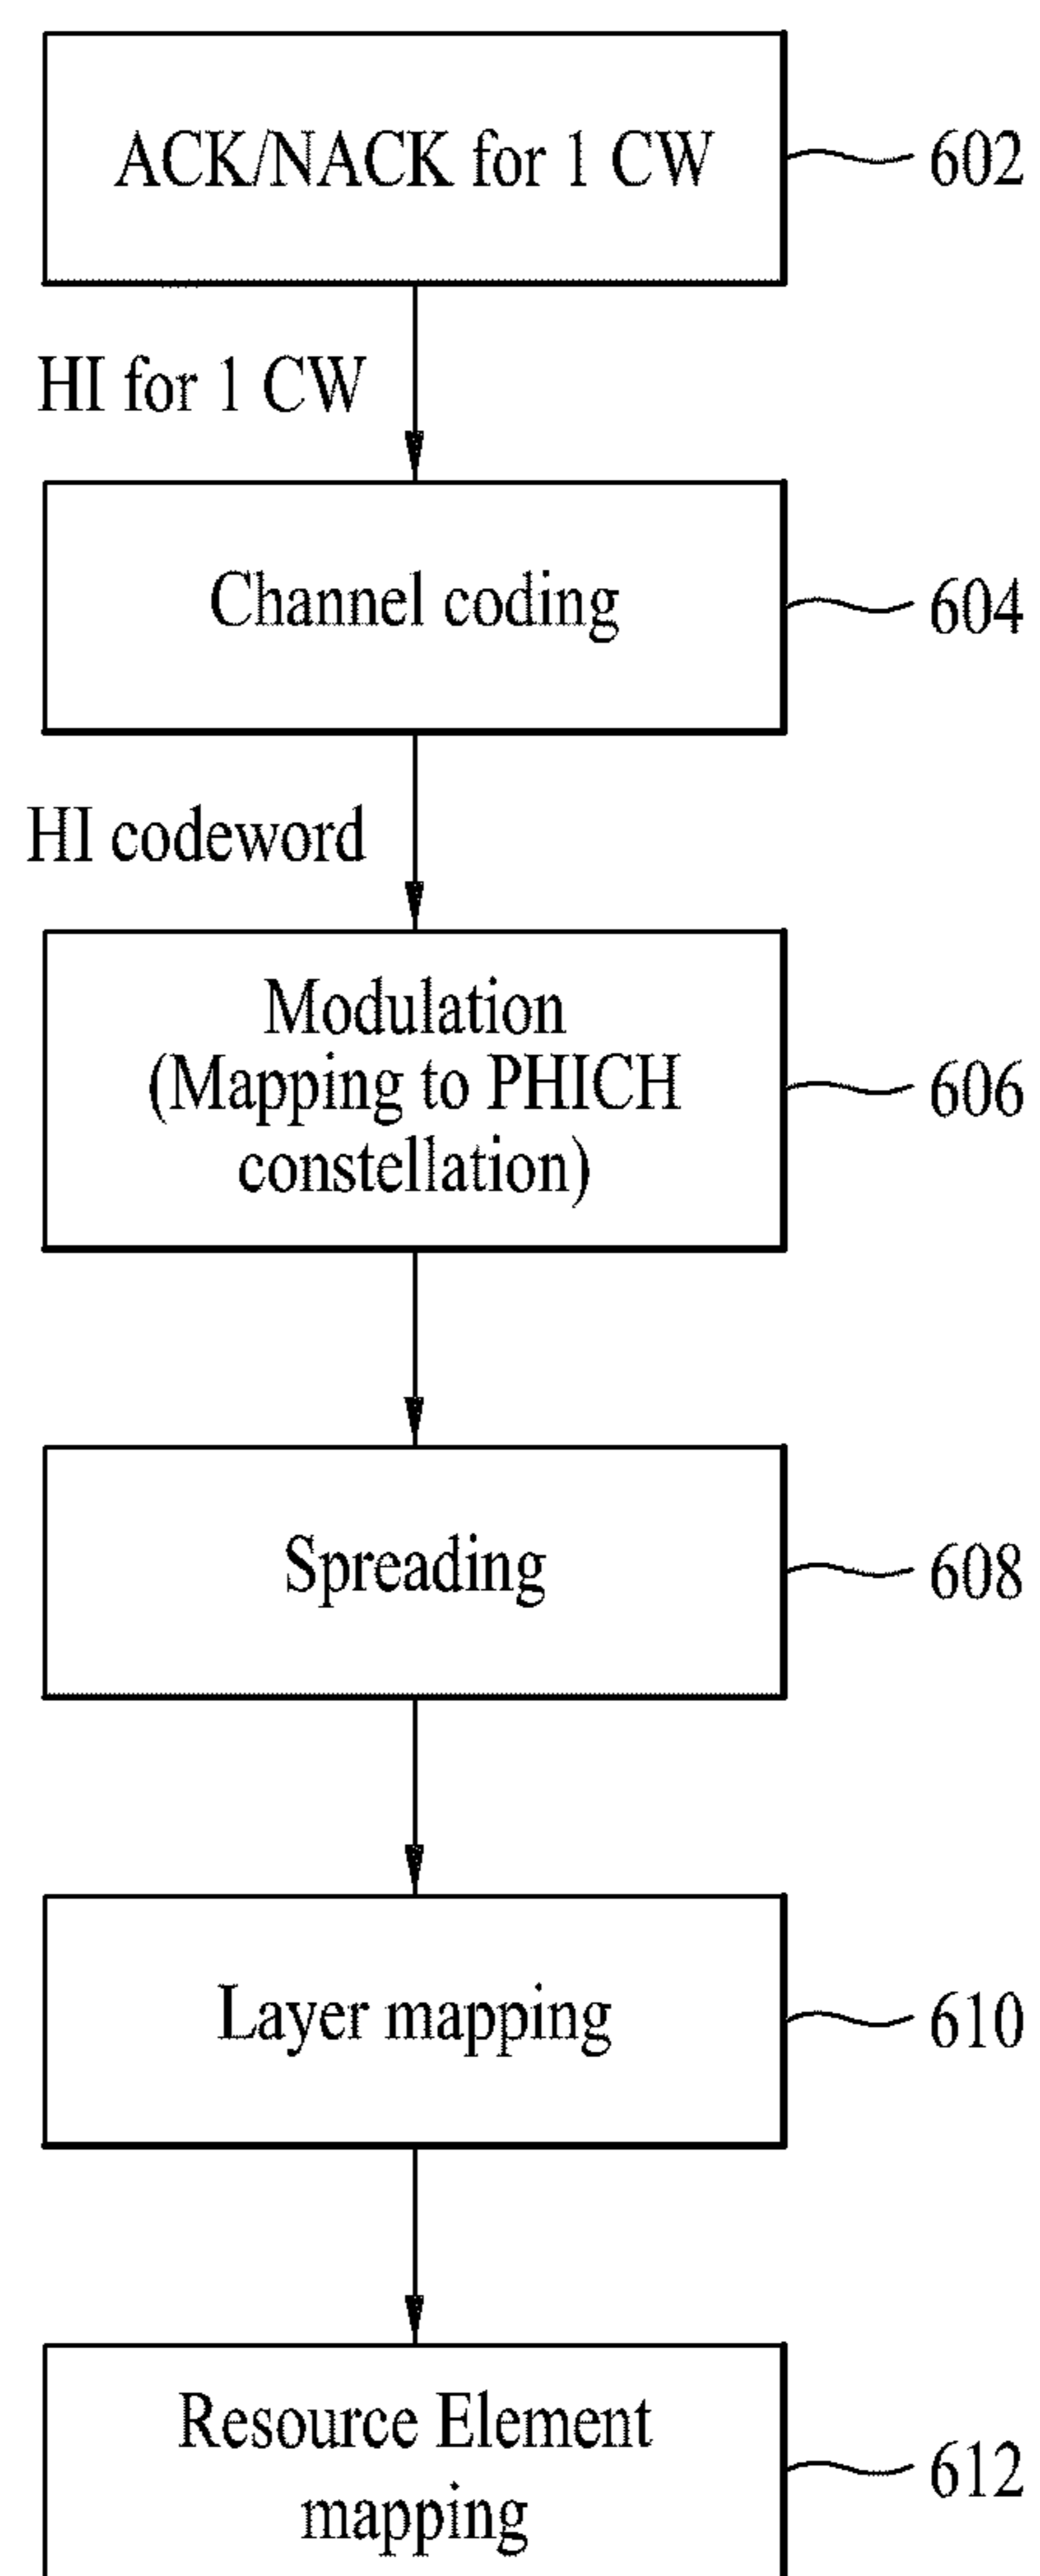 ACK/NACK for 1 CW
602
HI for 1 CW
Channel coding
604
HI codeword
Modulation
(Mapping to PHICH
constellation)
606
Spreading
608
Layer mapping
610
Resource Element
mapping
612